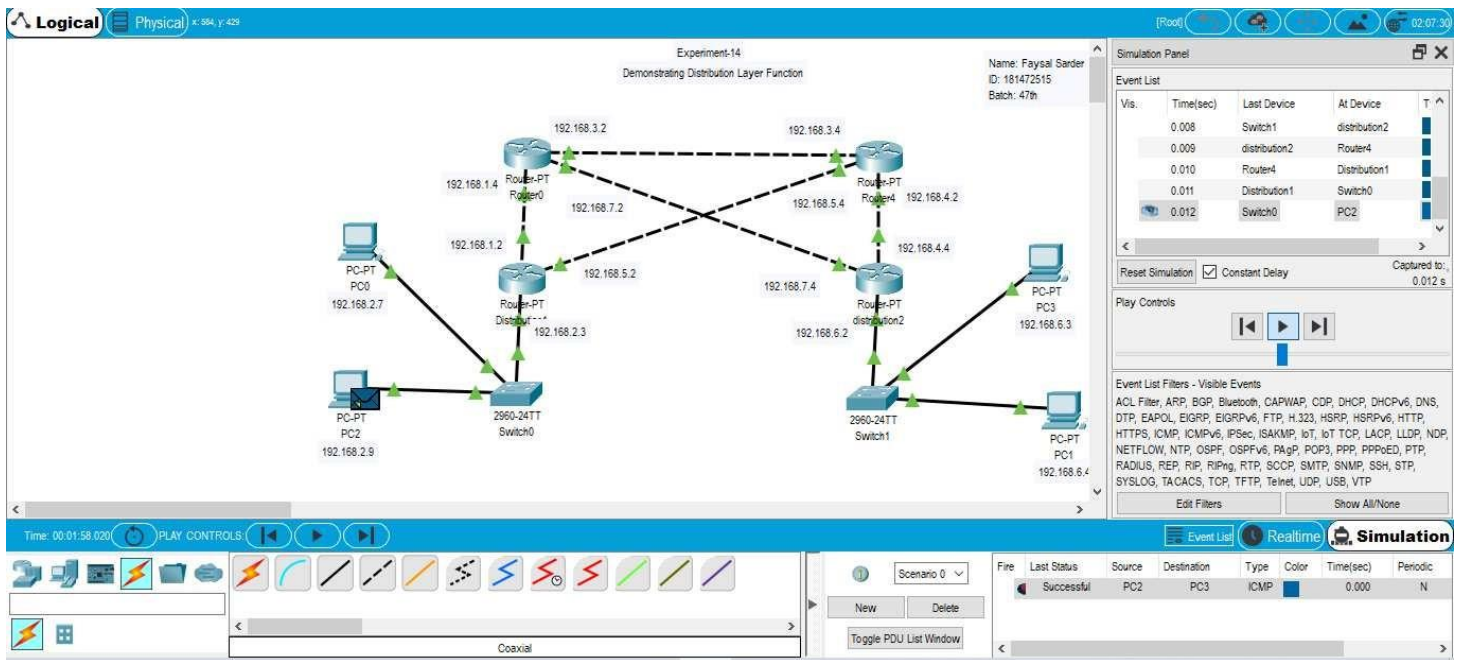 Logical
Physical
x: 584, y: 429
[Root]
02:07:30
Experiment-14
Demonstrating Distribution Layer Function
Name: Faysal Sarder
ID: 181472515
Batch: 47th
192.168.3.2
192.168.3.4
Router-PT
Router0
192.168.1.4
Router-PT
Router4
192.168.4.2
192.168.7.2
192.168.5.4
192.168.1.2
192.168.5.2
192.168.4.4
192.168.7.4
PC-PT
PC0
192.168.2.7
Router-PT
192.168.2.3
Router-PT
distribution2
192.168.6.2
PC-PT
PC3
192.168.6.3
PC-PT
PC2
192.168.2.9
2960-24TT
Switch0
2960-24TT
Switch1
PC-PT
PC1
192.168.6.4
Simulation Panel
Event List
Vis. Time(sec) Last Device At Device T
0.008 Switch1 distribution2
0.009 distribution2 Router4
0.010 Router4 Distribution1
0.011 Distribution1 Switch0
0.012 Switch0 PC2
Reset Simulation Constant Delay Captured to:
0.012 s
Play Controls
Event List Filters - Visible Events
ACL Filter, ARP, BGP, Bluetooth, CAPWAP, CDP, DHCP, DHCPv6, DNS,
DTP, EAPOL, EIGRP, EIGRPv6, FTP, H.323, HSRP, HSRPv6, HTTP,
HTTPS, ICMP, ICMPv6, IPSec, ISAKMP, IoT, IoT TCP, LACP, LLDP, NDP,
NETFLOW, NTP, OSPF, OSPFv6, PAgP, POP3, PPP, PPPoED, PTP,
RADIUS, REP, RIP, RIPng, RTP, SCCP, SMTP, SNMP, SSH, STP,
SYSLOG, TACACS, TCP, TFTP, Telnet, UDP, USB, VTP
Edit Filters Show All/None
Time: 00:01:58.020 PLAY CONTROLS:
Event List Realtime Simulation
Coaxial
Scenario 0
New Delete
Toggle PDU List Window
Fire Last Status Source Destination Type Color Time(sec) Periodic
Successful PC2 PC3 ICMP 0.000 N